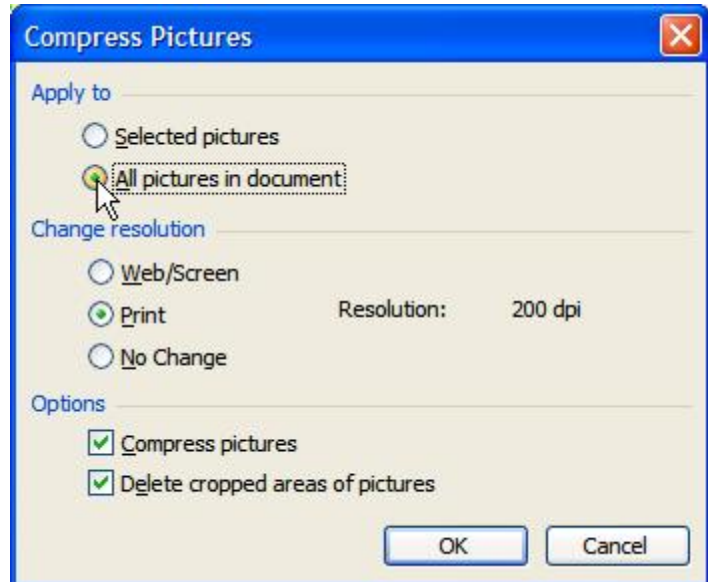 Compress Pictures
Apply to
Selected pictures
All pictures in document
Change resolution
Web/Screen
Print Resolution: 200 dpi
No Change
Options
Compress pictures
Delete cropped areas of pictures
OK Cancel